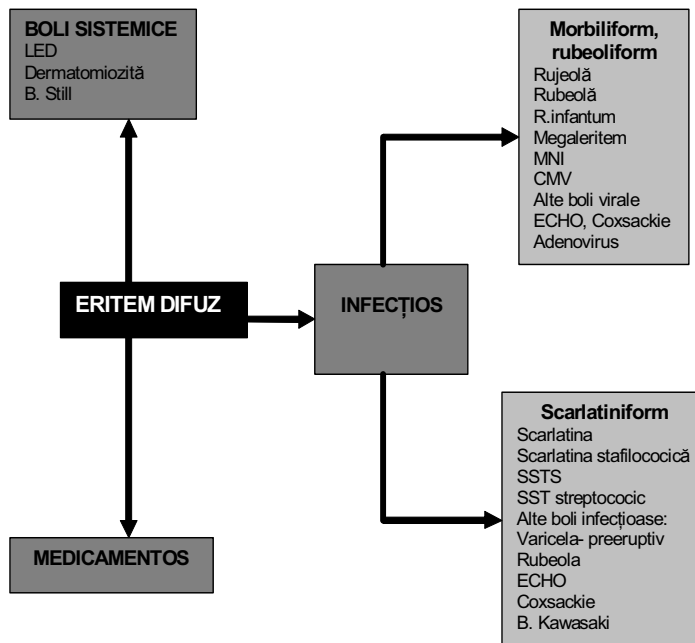 BOLI SISTEMICE
LED
Dermatomiozită
B. Still
Morbiliform,
rubeoliform
Rujeolă
Rubeolă
R.infantum
Megaleritem
MNI
CMV
Alte boli virale
ECHO, Coxsackie
Adenovirus
ERITEM DIFUZ
INFECȚIOS
Scarlatiniform
Scarlatina
Scarlatina stafilococică
SSTS
SST streptococic
Alte boli infecțioase:
Varicela- preeruptiv
Rubeola
ECHO
Coxsackie
B. Kawasaki
MEDICAMENTOS